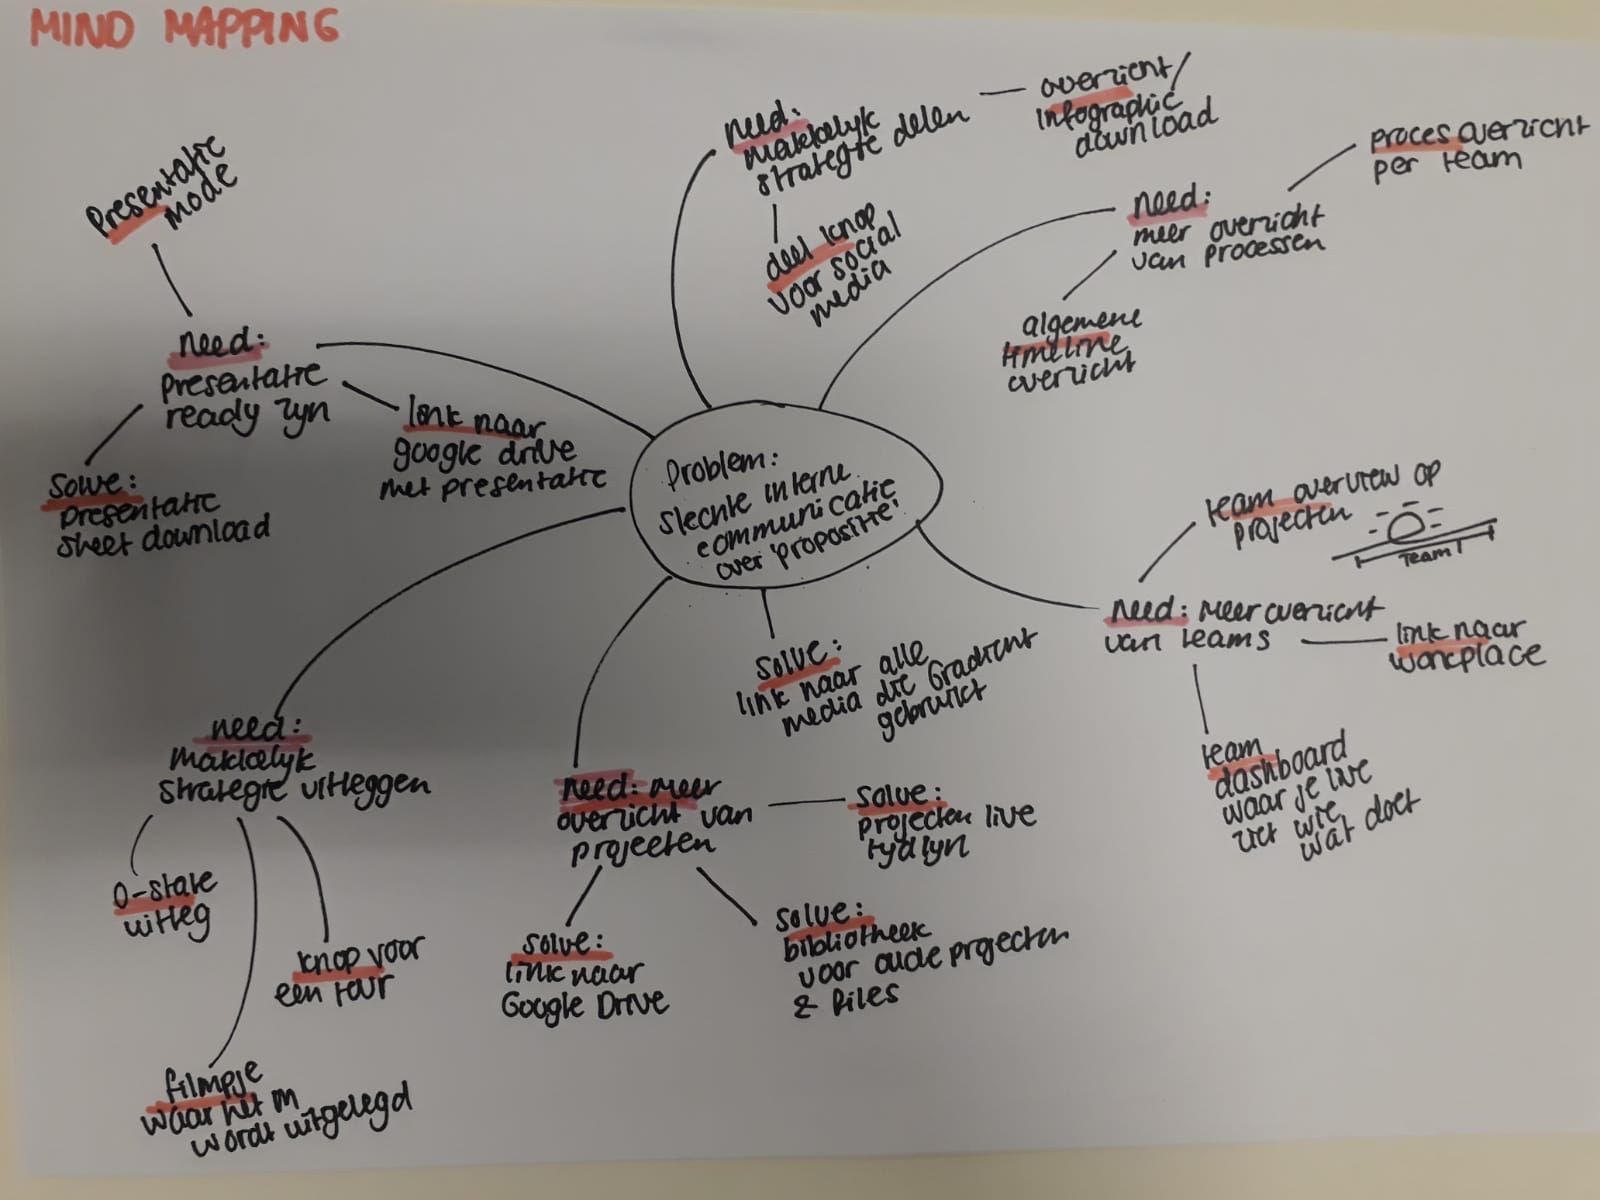 MIND MAPPING
Presentatie
mode
need:
presentatie
ready zyn
link naar
google drive
met presentatie
solve:
presentatie
sheet download
need:
makkelyk
strategie delen
overzicht/
infographic
download
deel knop
voor social
media
need:
meer overzicht
van processen
proces overzicht
per team
algemene
timeline
overzicht
Problem:
slechte interne
communicatie
over 'propositie'
team overview op
projecten
Team 1
need: meer overzicht
van teams
link naar
workplace
team
dashboard
waar je live
ziet wie
wat doet
solve:
link naar alle
media die Gradient
gebruikt
need:
makkelyk
strategie uitleggen
0-state
uitleg
knop voor
een tour
filmpje
waar het in
wordt uitgelegd
need: meer
overzicht van
projecten
solve:
projecten live
tydlyn
solve:
link naar
Google Drive
solve:
bibliotheek
voor oude projecten
& files